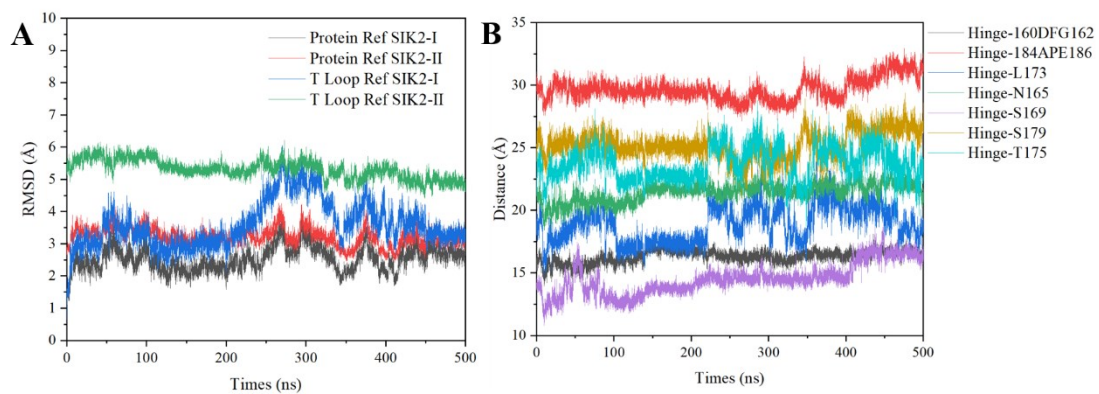 A
10
9
8
7
6
5
4
3
2
1
0
RMSD (Å)
Protein Ref SIK2-I
Protein Ref SIK2-II
T Loop Ref SIK2-I
T Loop Ref SIK2-II
0
100
200
300
400
500
Times (ns)
B
35
30
25
20
15
10
Distance (Å)
0
100
200
300
400
500
Times (ns)
Hinge-160DFG162
Hinge-184APE186
Hinge-L173
Hinge-N165
Hinge-S169
Hinge-S179
Hinge-T175